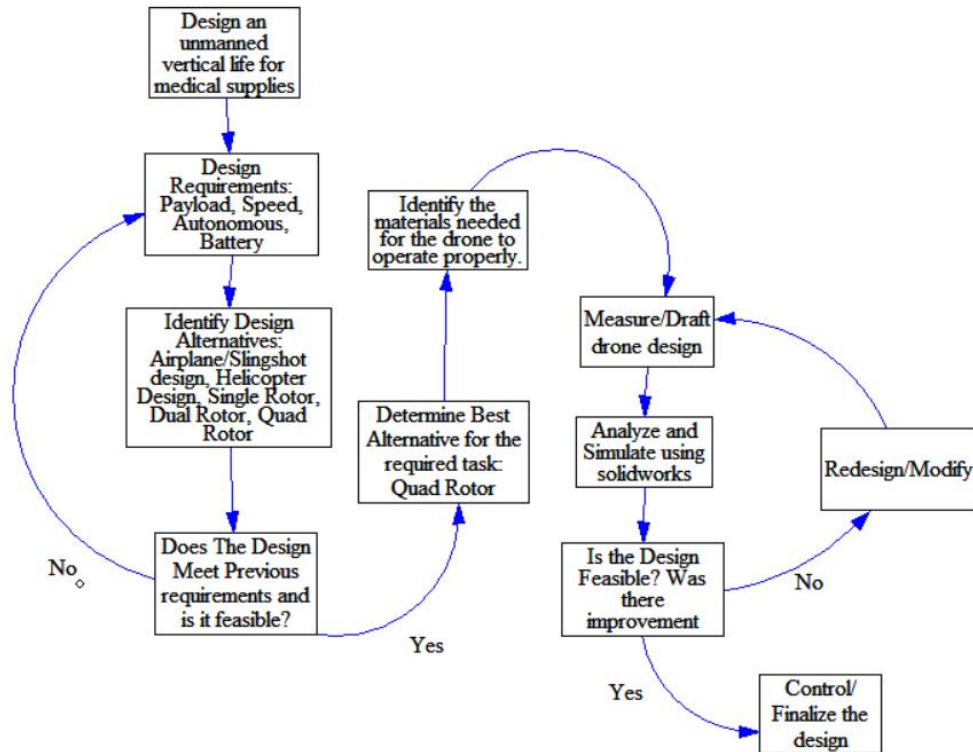 Design an
unmanned
vertical life for
medical supplies
Design
Requirements:
Payload, Speed,
Autonomous,
Battery
Identify Design
Alternatives:
Airplane/Slingshot
design, Helicopter
Design, Single Rotor,
Dual Rotor, Quad
Rotor
Does The Design
Meet Previous
requirements and
is it feasible?
No
Yes
Determine Best
Alternative for the
required task:
Quad Rotor
Identify the
materials needed
for the drone to
operate properly.
Measure/Draft
drone design
Analyze and
Simulate using
solidworks
Is the Design
Feasible? Was
there
improvement
No
Redesign/Modify
Yes
Control/
Finalize the
design